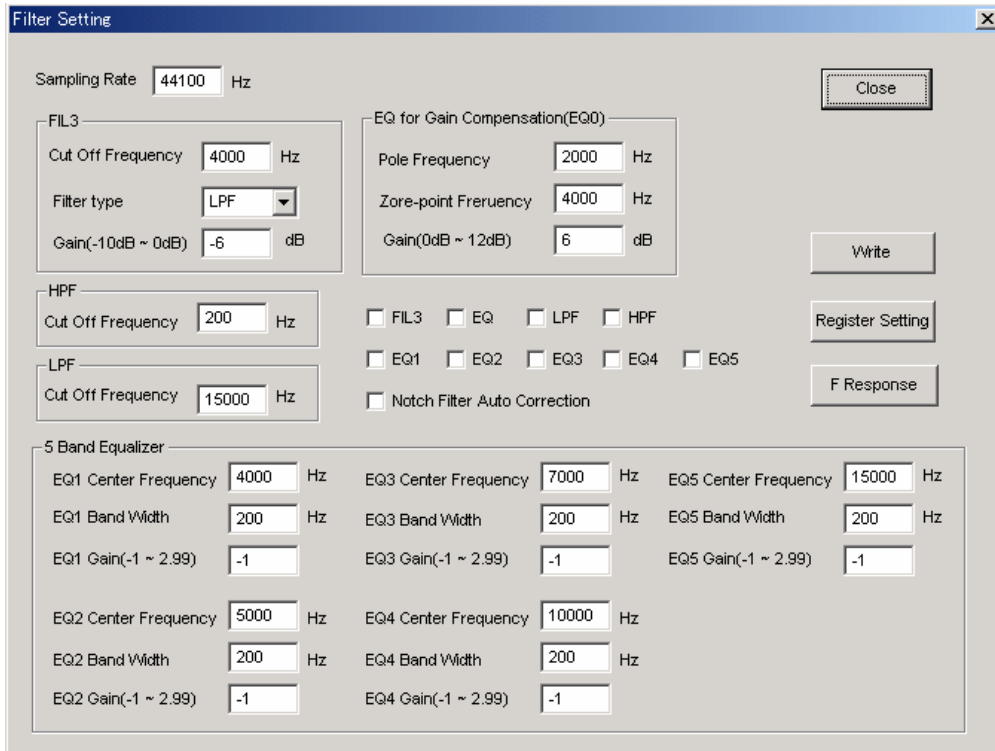 Filter Setting
Sampling Rate 44100 Hz
Close
FIL3
Cut Off Frequency 4000 Hz
Filter type LPF
Gain(-10dB ~ 0dB) -6 dB
EQ for Gain Compensation(EQ0)
Pole Frequency 2000 Hz
Zore-point Freruency 4000 Hz
Gain(0dB ~ 12dB) 6 dB
Write
HPF
Cut Off Frequency 200 Hz
FIL3 EQ LPF HPF
Register Setting
EQ1 EQ2 EQ3 EQ4 EQ5
LPF
Cut Off Frequency 15000 Hz
Notch Filter Auto Correction
F Response
5 Band Equalizer
EQ1 Center Frequency 4000 Hz
EQ1 Band Width 200 Hz
EQ1 Gain(-1 ~ 2.99) -1
EQ3 Center Frequency 7000 Hz
EQ3 Band Width 200 Hz
EQ3 Gain(-1 ~ 2.99) -1
EQ5 Center Frequency 15000 Hz
EQ5 Band Width 200 Hz
EQ5 Gain(-1 ~ 2.99) -1
EQ2 Center Frequency 5000 Hz
EQ2 Band Width 200 Hz
EQ2 Gain(-1 ~ 2.99) -1
EQ4 Center Frequency 10000 Hz
EQ4 Band Width 200 Hz
EQ4 Gain(-1 ~ 2.99) -1